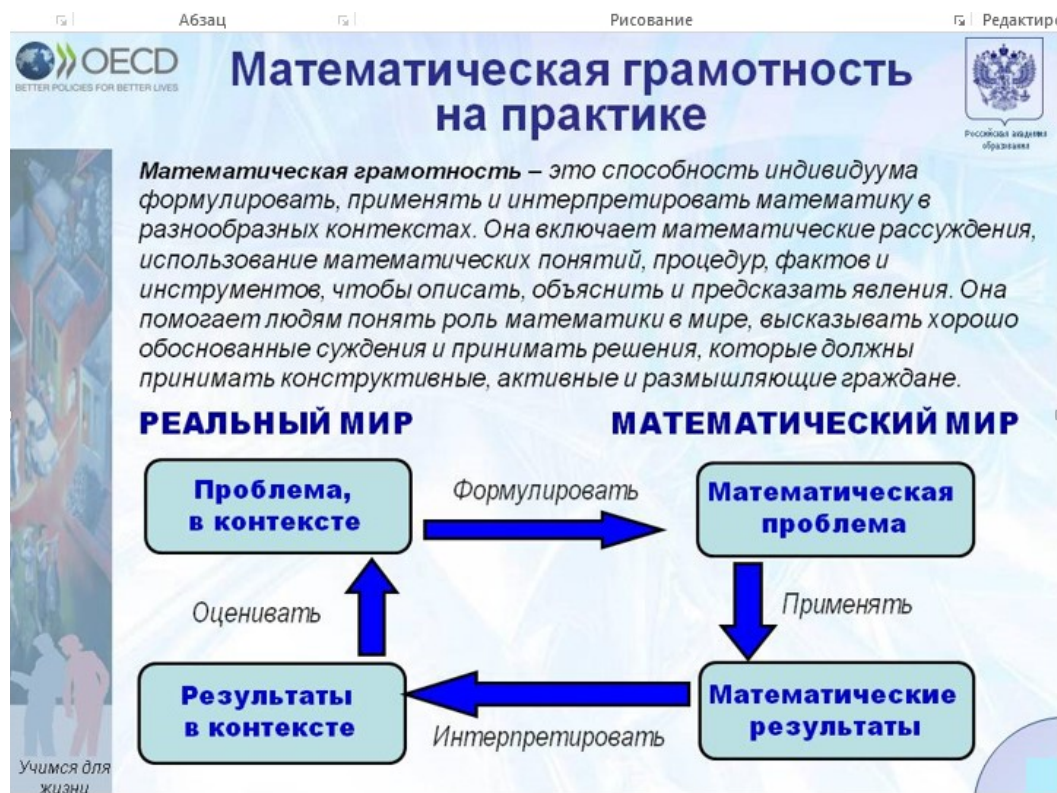 Абзац
Рисование
Редактиро
OECD
BETTER POLICIES FOR BETTER LIVES
Математическая грамотность
на практике
Российская академия
образования
Математическая грамотность – это способность индивидуума
формулировать, применять и интерпретировать математику в
разнообразных контекстах. Она включает математические рассуждения,
использование математических понятий, процедур, фактов и
инструментов, чтобы описать, объяснить и предсказать явления. Она
помогает людям понять роль математики в мире, высказывать хорошо
обоснованные суждения и принимать решения, которые должны
принимать конструктивные, активные и размышляющие граждане.
РЕАЛЬНЫЙ МИР
МАТЕМАТИЧЕСКИЙ МИР
Проблема,
в контексте
Формулировать
Математическая
проблема
Оценивать
Применять
Результаты
в контексте
Интерпретировать
Математические
результаты
Учимся для
жизни